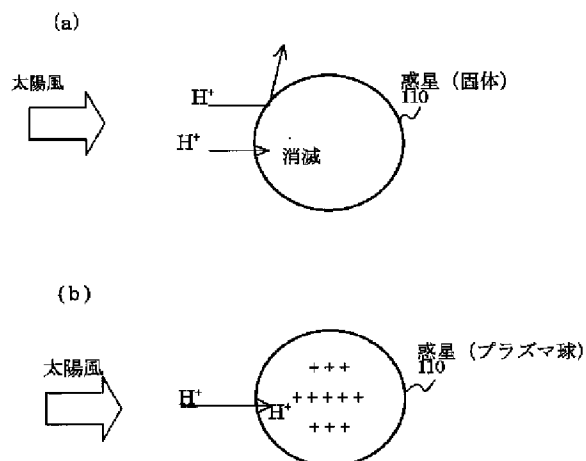 (a)
太陽風
H⁺
惑星（固体）
110
H⁺
消滅
(b)
太陽風
惑星（プラズマ球）
110
+++
H⁺
H⁺
+++++
+++